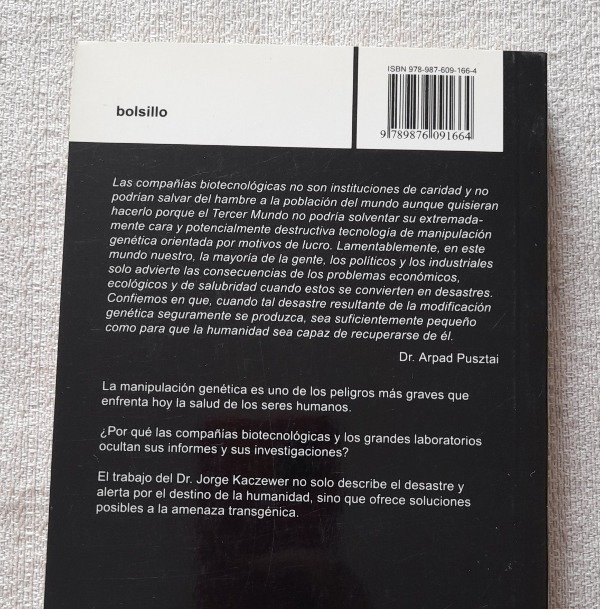 ISBN 978-987-609-166-4
bolsillo
9 789876 091664
Las compañías biotecnológicas no son instituciones de caridad y no
podrían salvar del hambre a la población del mundo aunque quisieran
hacerlo porque el Tercer Mundo no podría solventar su extremada-
mente cara y potencialmente destructiva tecnología de manipulación
genética orientada por motivos de lucro. Lamentablemente, en este
mundo nuestro, la mayoría de la gente, los políticos y los industriales
solo advierte las consecuencias de los problemas económicos,
ecológicos y de salubridad cuando estos se convierten en desastres.
Confiemos en que, cuando tal desastre resultante de la modificación
genética seguramente se produzca, sea suficientemente pequeño
como para que la humanidad sea capaz de recuperarse de él.
Dr. Arpad Pusztai
La manipulación genética es uno de los peligros más graves que
enfrenta hoy la salud de los seres humanos.
¿Por qué las compañías biotecnológicas y los grandes laboratorios
ocultan sus informes y sus investigaciones?
El trabajo del Dr. Jorge Kaczewer no solo describe el desastre y
alerta por el destino de la humanidad, sino que ofrece soluciones
posibles a la amenaza transgénica.